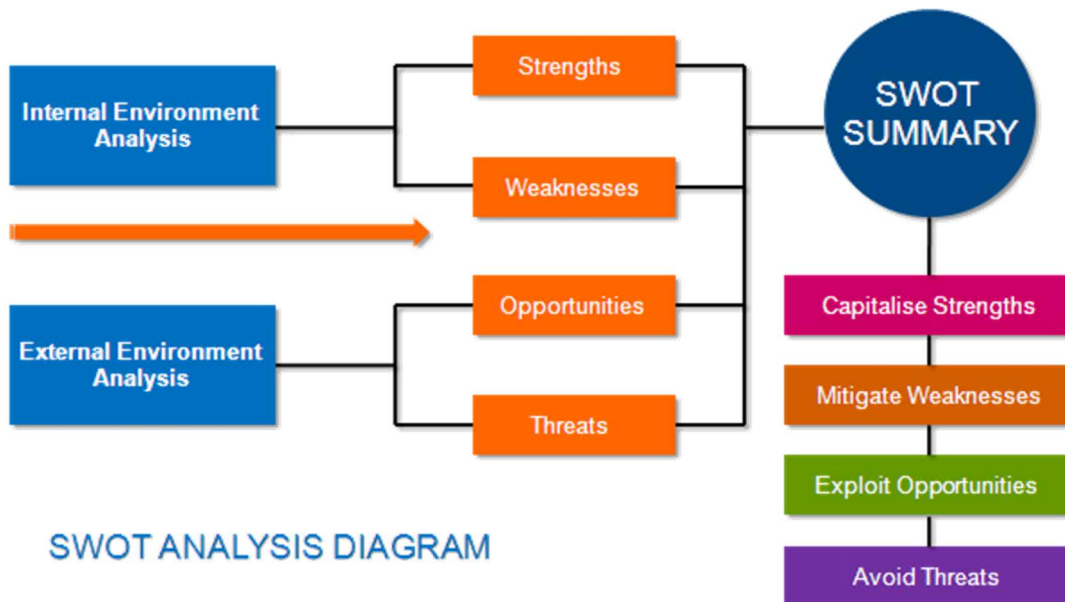 Internal Environment
Analysis
External Environment
Analysis
Strengths
Weaknesses
Opportunities
Threats
SWOT
SUMMARY
Capitalise Strengths
Mitigate Weaknesses
Exploit Opportunities
Avoid Threats
SWOT ANALYSIS DIAGRAM